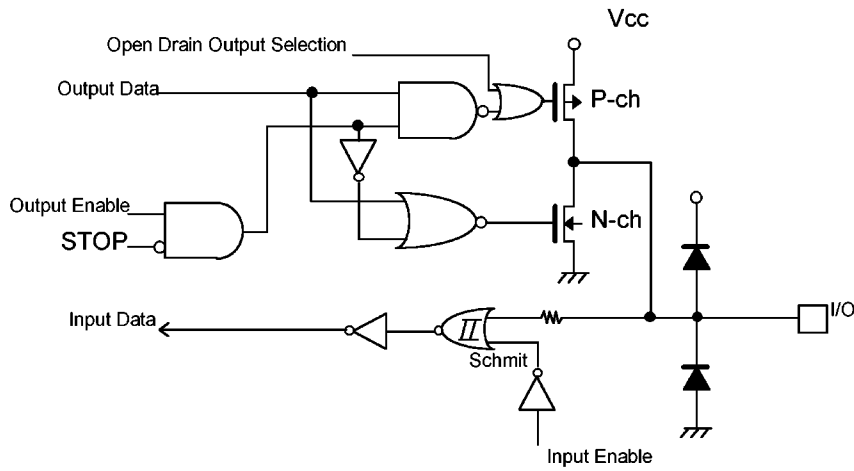 Vcc
Open Drain Output Selection
Output Data
P-ch
Output Enable
STOP
N-ch
Input Data
I/O
Schmit
Input Enable